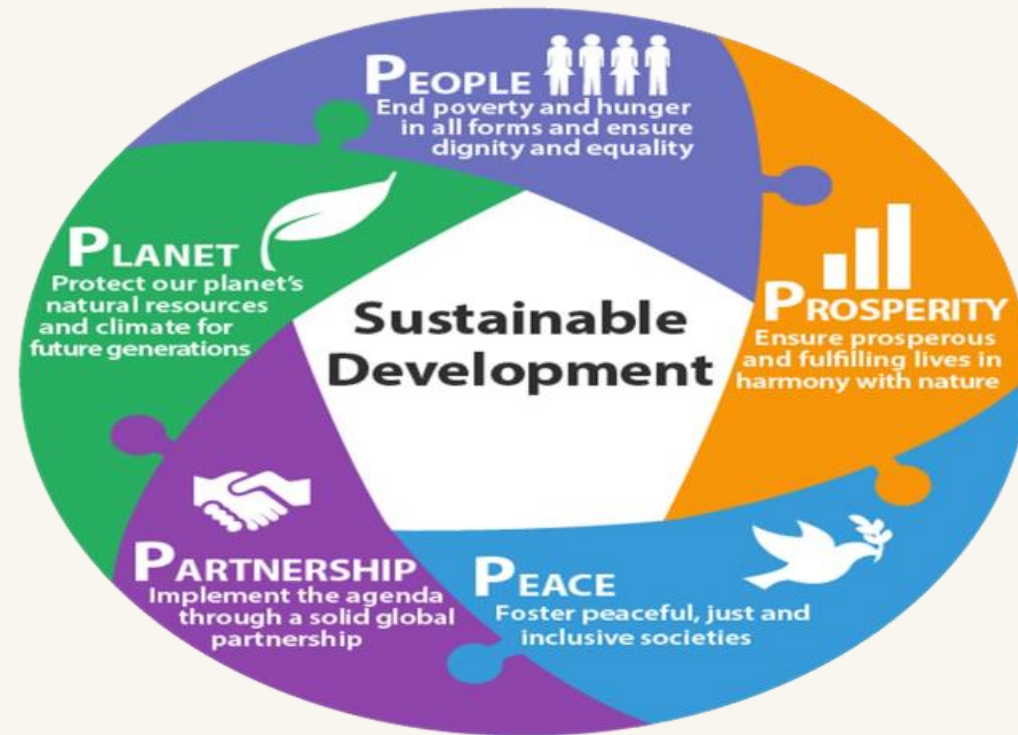 PEOPLE
End poverty and hunger
in all forms and ensure
dignity and equality
PLANET
Protect our planet's
natural resources
and climate for
future generations
Sustainable
Development
PROSPERITY
Ensure prosperous
and fulfilling lives in
harmony with nature
PARTNERSHIP
Implement the agenda
through a solid global
partnership
PEACE
Foster peaceful, just and
inclusive societies